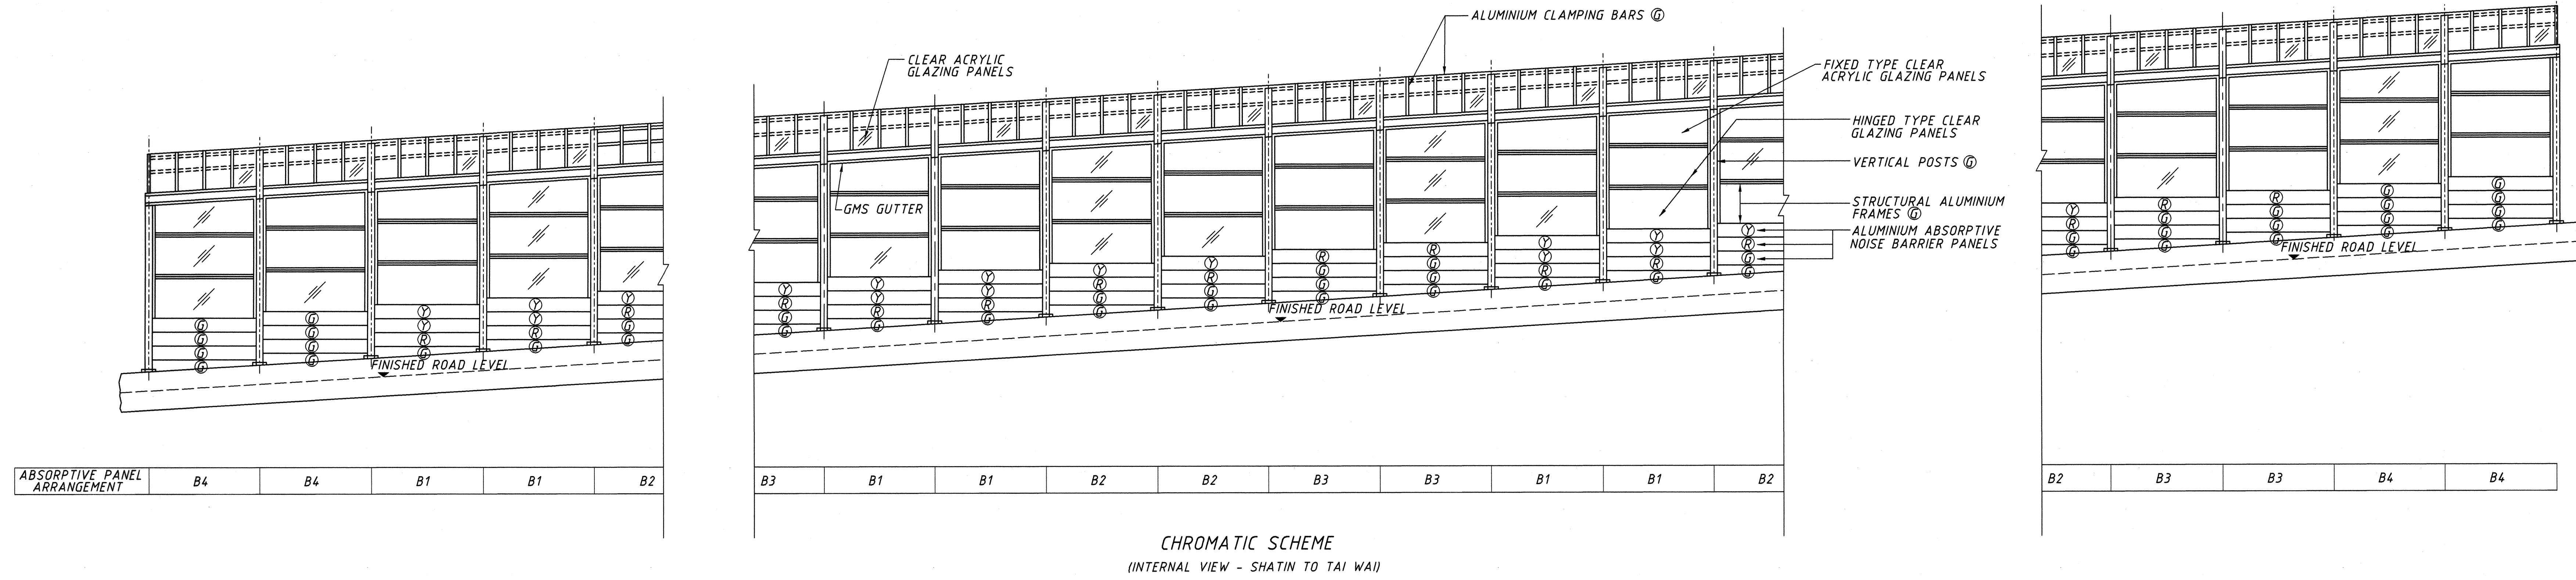 ALUMINIUM CLAMPING BARS G
CLEAR ACRYLIC
GLAZING PANELS
FIXED TYPE CLEAR
ACRYLIC GLAZING PANELS
HINGED TYPE CLEAR
GLAZING PANELS
VERTICAL POSTS G
GMS GUTTER
STRUCTURAL ALUMINIUM
FRAMES G
ALUMINIUM ABSORPTIVE
NOISE BARRIER PANELS
G
G
G
G
G
G
G
G
Y
Y
R
G
Y
Y
R
G
Y
R
G
G
FINISHED ROAD LEVEL
Y
R
G
G
Y
Y
R
G
Y
Y
R
G
Y
R
G
G
Y
R
G
G
R
G
G
G
R
G
G
G
Y
Y
R
G
Y
Y
R
G
Y
R
G
G
FINISHED ROAD LEVEL
Y
R
G
G
R
G
G
G
R
G
G
G
G
G
G
G
G
G
G
G
FINISHED ROAD LEVEL
ABSORPTIVE PANEL
ARRANGEMENT
B4 B4 B1 B1 B2 B3 B1 B1 B2 B2 B3 B3 B1 B1 B2 B2 B3 B3 B4 B4
CHROMATIC SCHEME
(INTERNAL VIEW - SHATIN TO TAI WAI)